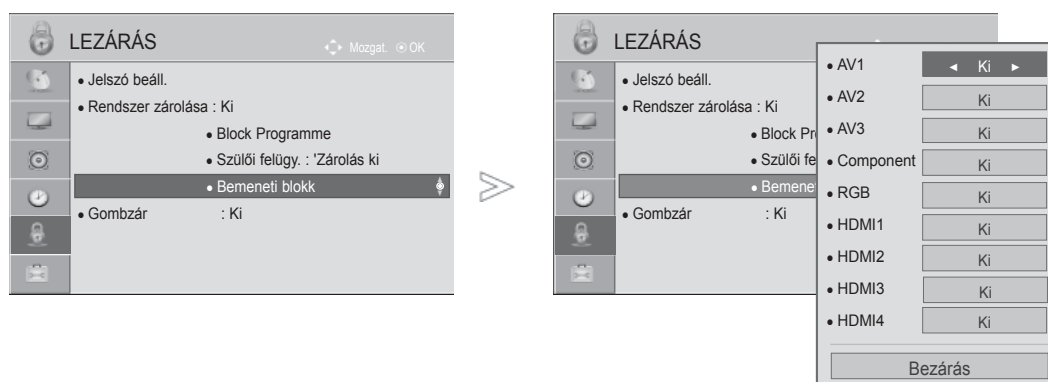 LEZÁRÁS
Mozgat. OK
• Jelszó beáll.
• Rendszer zárolása : Ki
• Block Programme
• Szülői felügy. : 'Zárolás ki
• Bemeneti blokk
• Gombzár : Ki
LEZÁRÁS
• Jelszó beáll.
• Rendszer zárolása : Ki
• Block Pr
• Szülői fe
• Bemenet
• Gombzár : Ki
• AV1 ◄ Ki ►
• AV2 Ki
• AV3 Ki
• Component Ki
• RGB Ki
• HDMI1 Ki
• HDMI2 Ki
• HDMI3 Ki
• HDMI4 Ki
Bezárás